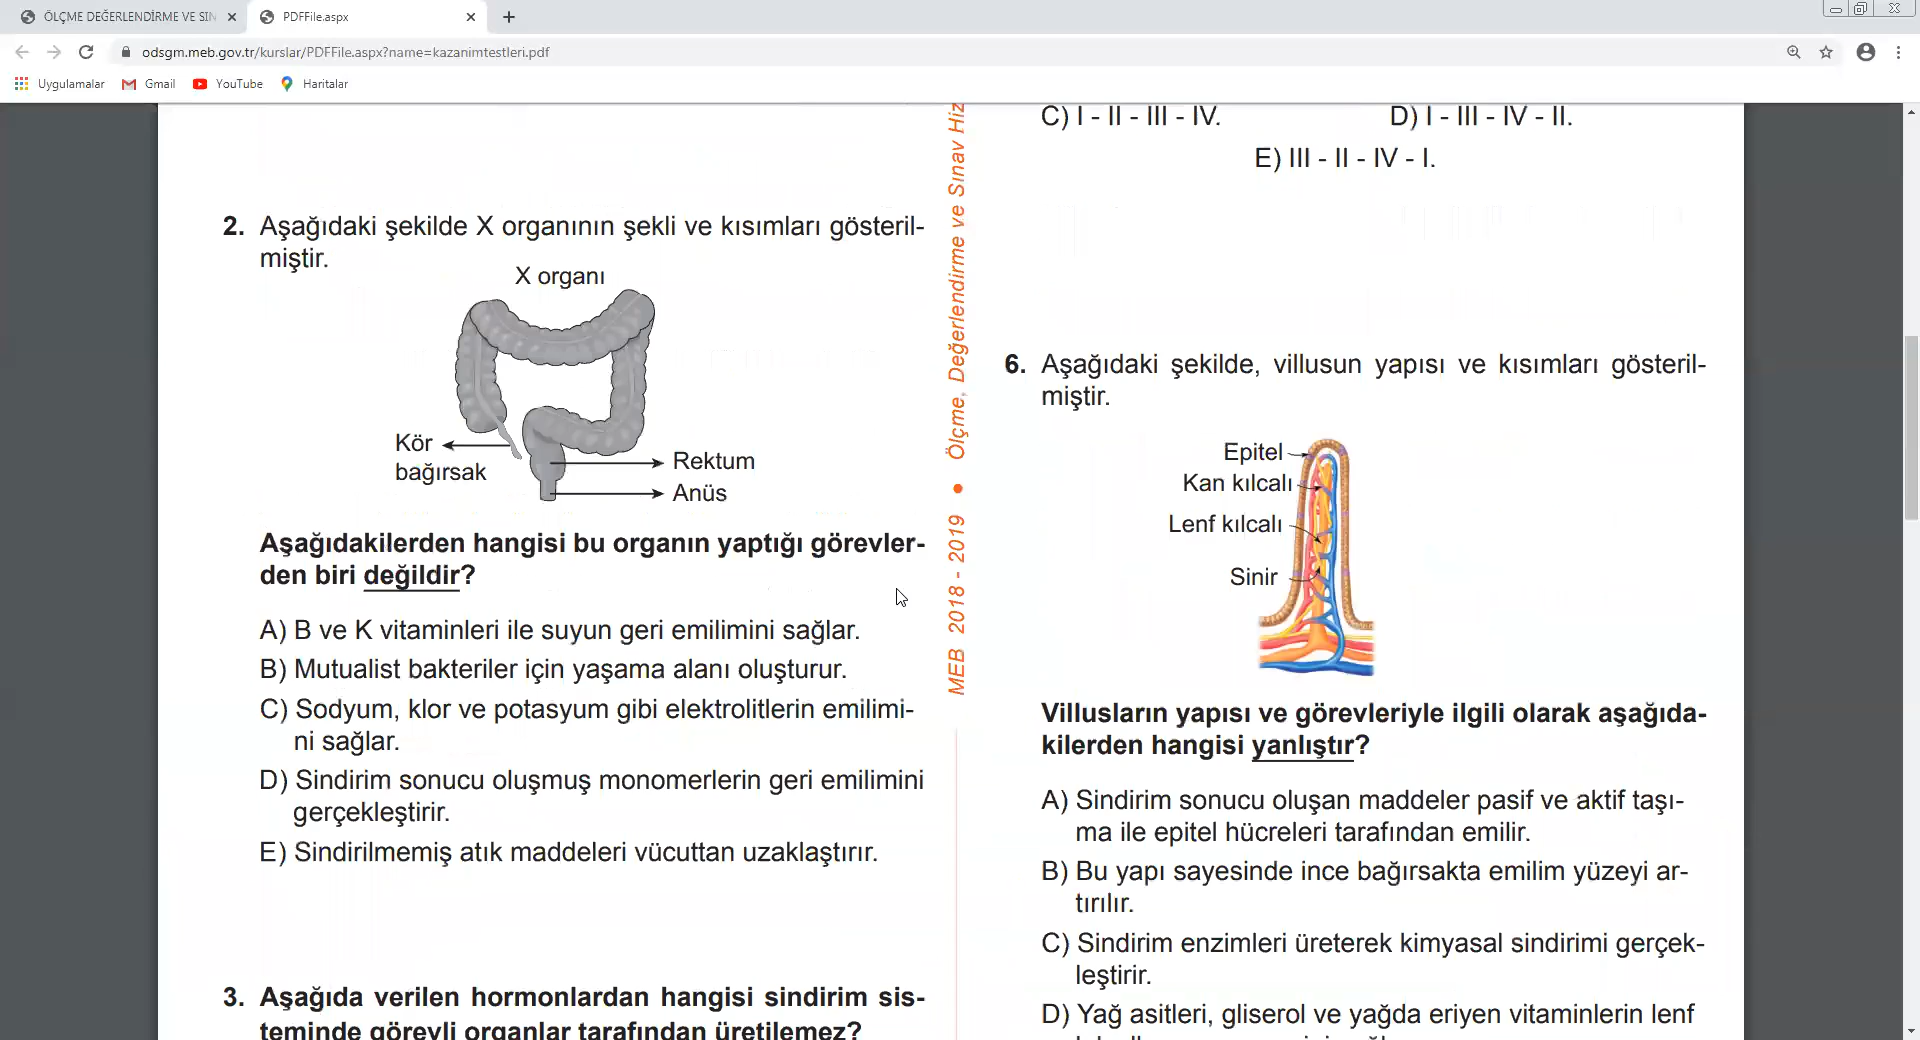 ÖLÇME DEĞERLENDİRME VE SIN
PDFFile.aspx
odsgm.meb.gov.tr/kurslar/PDFFile.aspx?name=kazanimtestleri.pdf
Uygulamalar
Gmail
YouTube
Haritalar
2. Aşağıdaki şekilde X organının şekli ve kısımları gösteril-
miştir.
X organı
Kör
bağırsak
Rektum
Anüs
Aşağıdakilerden hangisi bu organın yaptığı görevler-
den biri değildir?
A) B ve K vitaminleri ile suyun geri emilimini sağlar.
B) Mutualist bakteriler için yaşama alanı oluşturur.
C) Sodyum, klor ve potasyum gibi elektrolitlerin emilimi-
ni sağlar.
D) Sindirim sonucu oluşmuş monomerlerin geri emilimini
gerçekleştirir.
E) Sindirilmemiş atık maddeleri vücuttan uzaklaştırır.
3. Aşağıda verilen hormonlardan hangisi sindirim sis-
teminde görevli organlar tarafından üretilemez?
MEB 2018 - 2019 • Ölçme, Değerlendirme ve Sınav Hiz
C) I - II - III - IV.
D) I - III - IV - II.
E) III - II - IV - I.
6. Aşağıdaki şekilde, villusun yapısı ve kısımları gösteril-
miştir.
Epitel
Kan kılcalı
Lenf kılcalı
Sinir
Villusların yapısı ve görevleriyle ilgili olarak aşağıda-
kilerden hangisi yanlıştır?
A) Sindirim sonucu oluşan maddeler pasif ve aktif taşı-
ma ile epitel hücreleri tarafından emilir.
B) Bu yapı sayesinde ince bağırsakta emilim yüzeyi ar-
tırılır.
C) Sindirim enzimleri üreterek kimyasal sindirimi gerçek-
leştirir.
D) Yağ asitleri, gliserol ve yağda eriyen vitaminlerin lenf